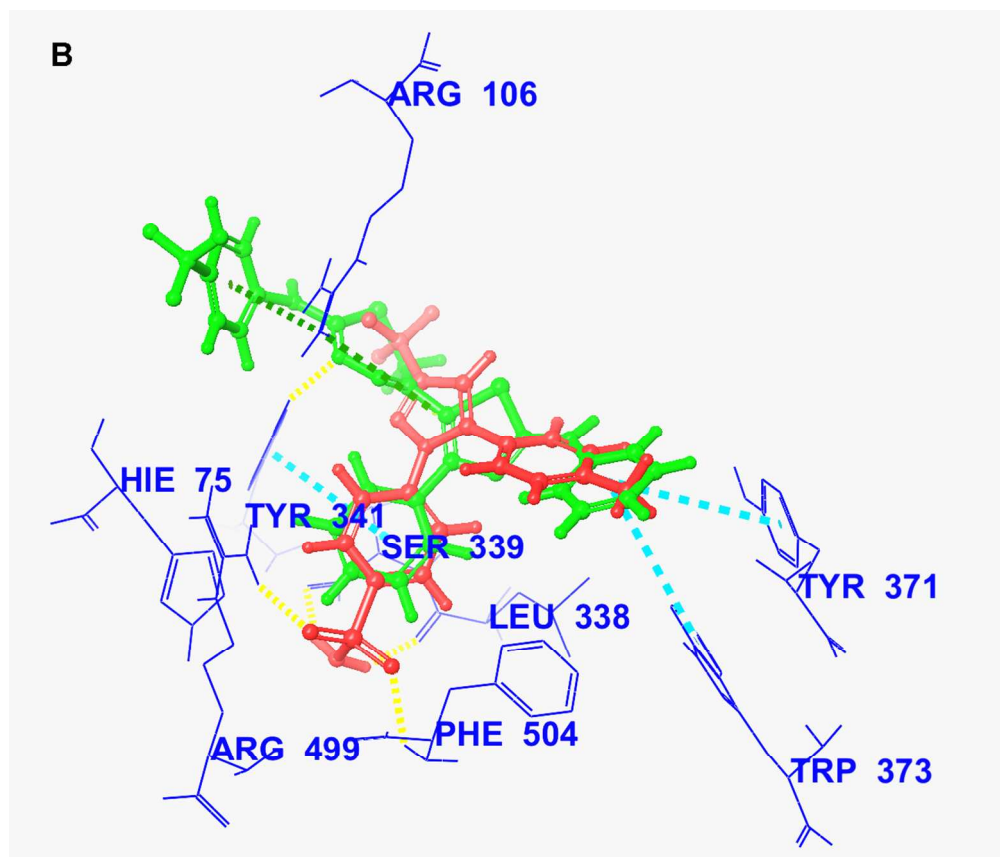 B
ARG 106
HIE 75
TYR 341
SER 339
TYR 371
LEU 338
PHE 504
ARG 499
TRP 373